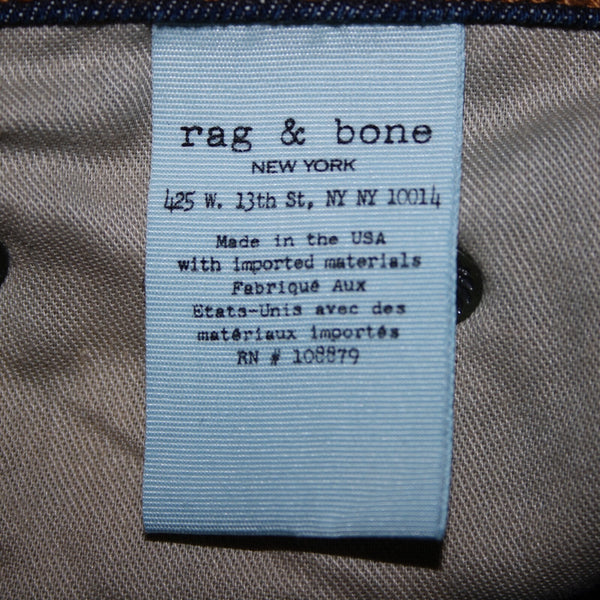 rag & bone
NEW YORK
425 W. 13th St, NY NY 10014
Made in the USA
with imported materials
Fabriqué Aux
Etats-Unis avec des
matériaux importés
RN # 108879